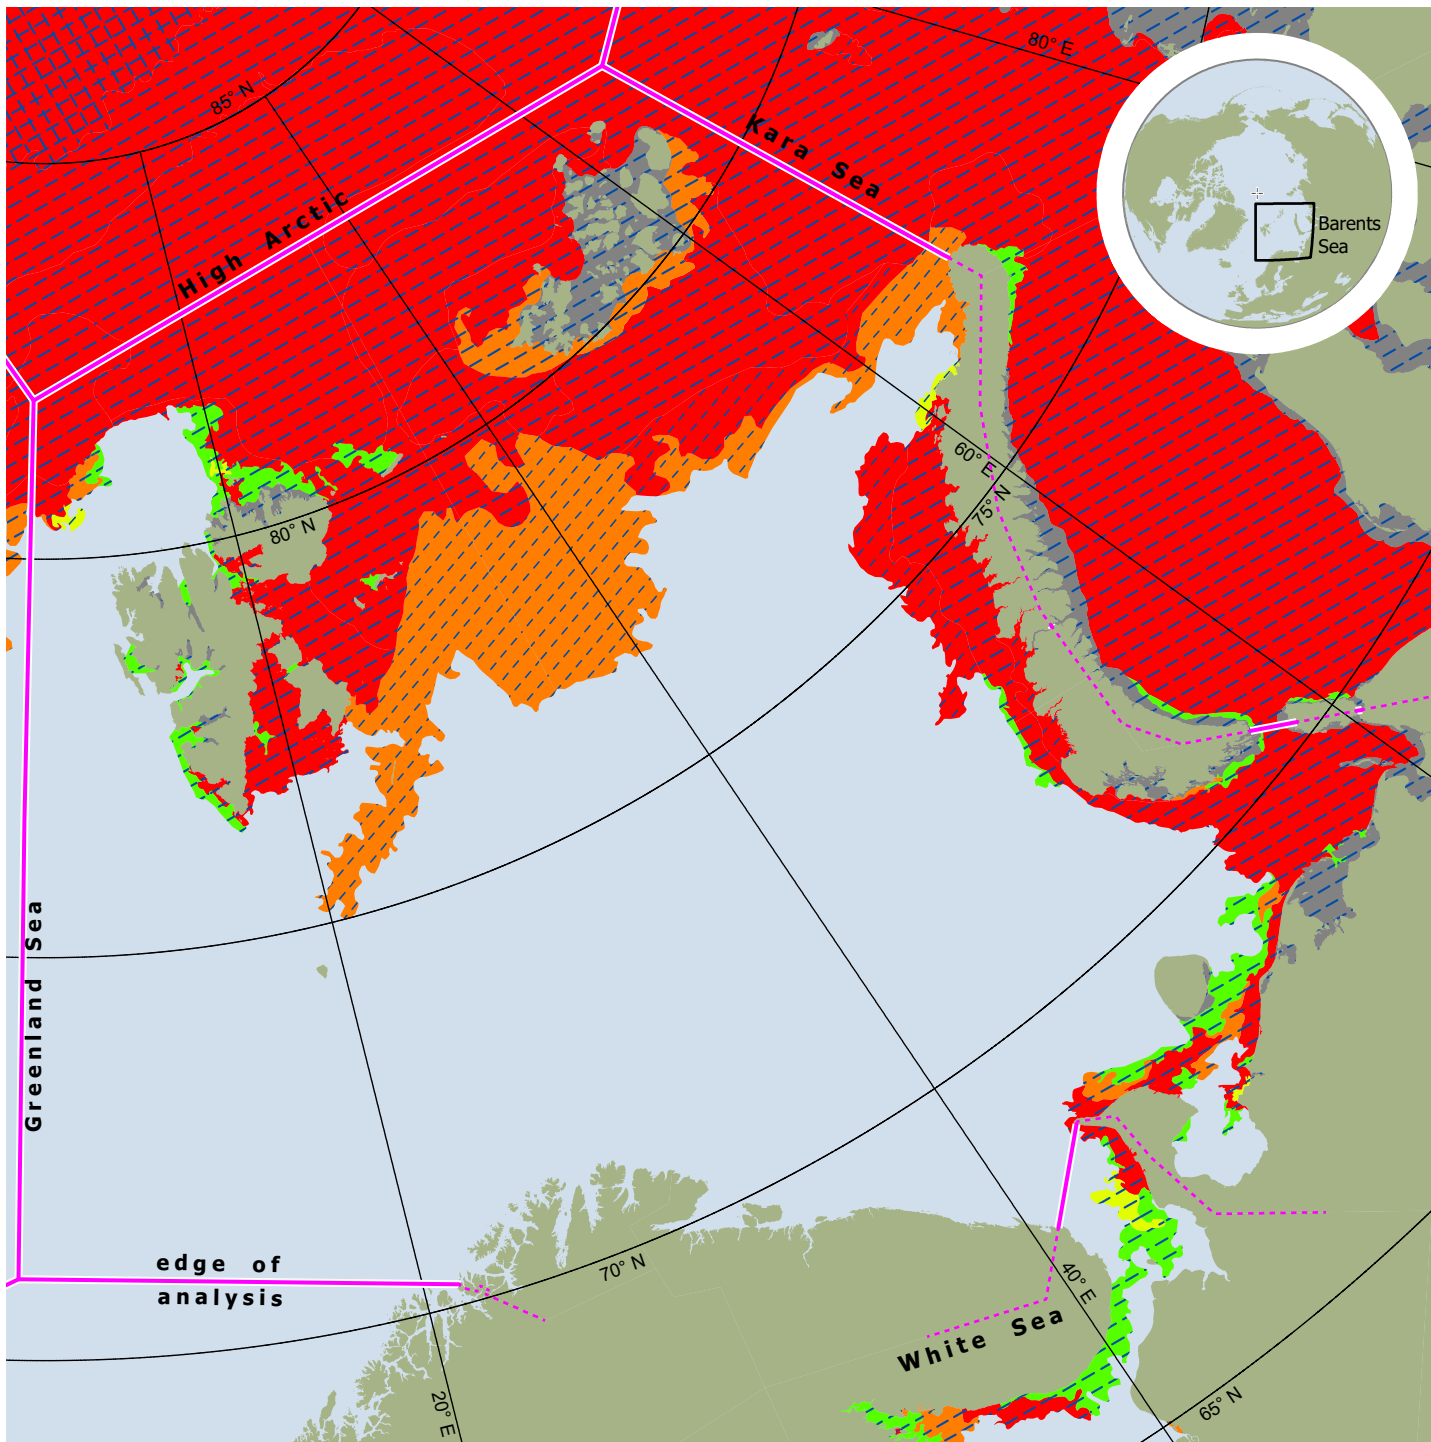 80° E
85° N
Kara Sea
High Arctic
Barents
Sea
60° E
75° N
80° N
Greenland Sea
edge of
analysis
70° N
40° E
White Sea
20° E
65° N